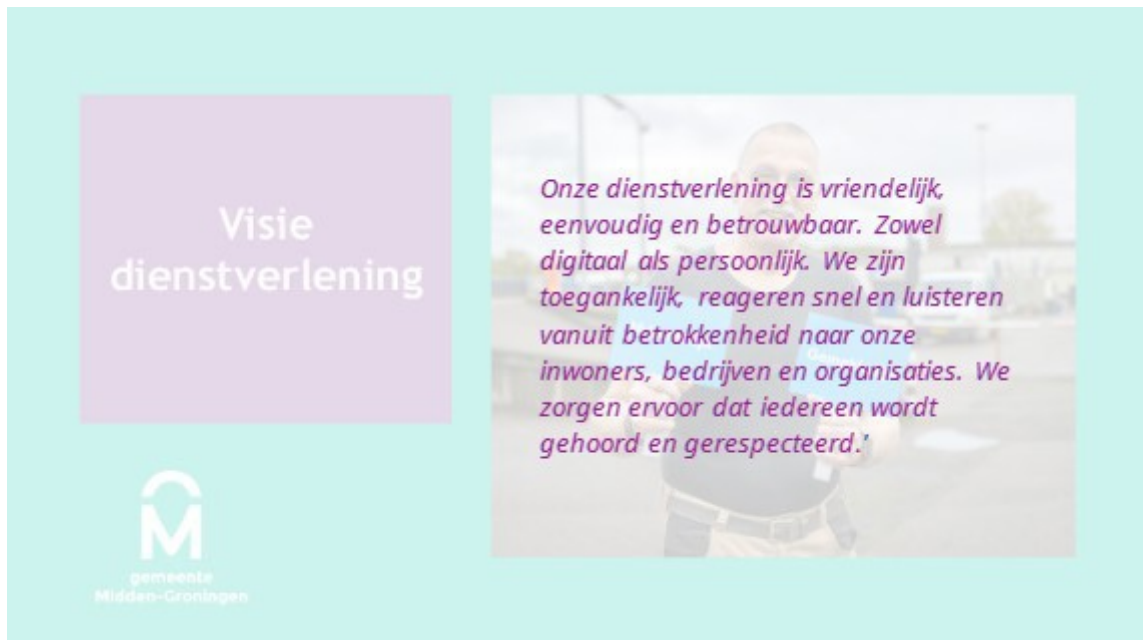 Visie
dienstverlening
Onze dienstverlening is vriendelijk,
eenvoudig en betrouwbaar. Zowel
digitaal als persoonlijk. We zijn
toegankelijk, reageren snel en luisteren
vanuit betrokkenheid naar onze
inwoners, bedrijven en organisaties. We
zorgen ervoor dat iedereen wordt
gehoord en gerespecteerd.'
M
gemeente
Midden-Groningen